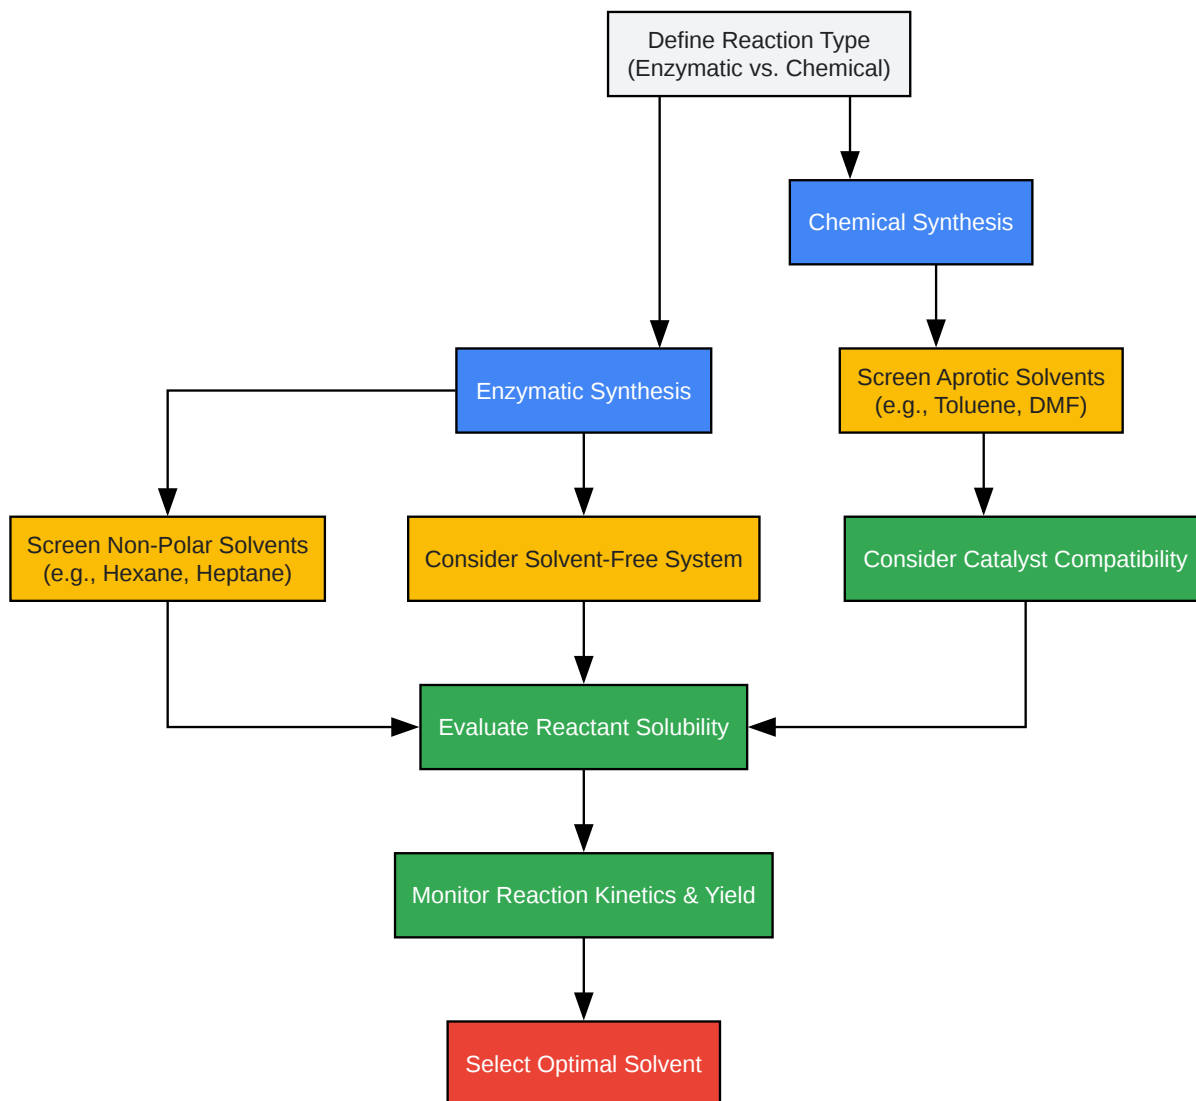 Define Reaction Type
(Enzymatic vs. Chemical)
Chemical Synthesis
Enzymatic Synthesis
Screen Aprotic Solvents
(e.g., Toluene, DMF)
Screen Non-Polar Solvents
(e.g., Hexane, Heptane)
Consider Solvent-Free System
Consider Catalyst Compatibility
Evaluate Reactant Solubility
Monitor Reaction Kinetics & Yield
Select Optimal Solvent